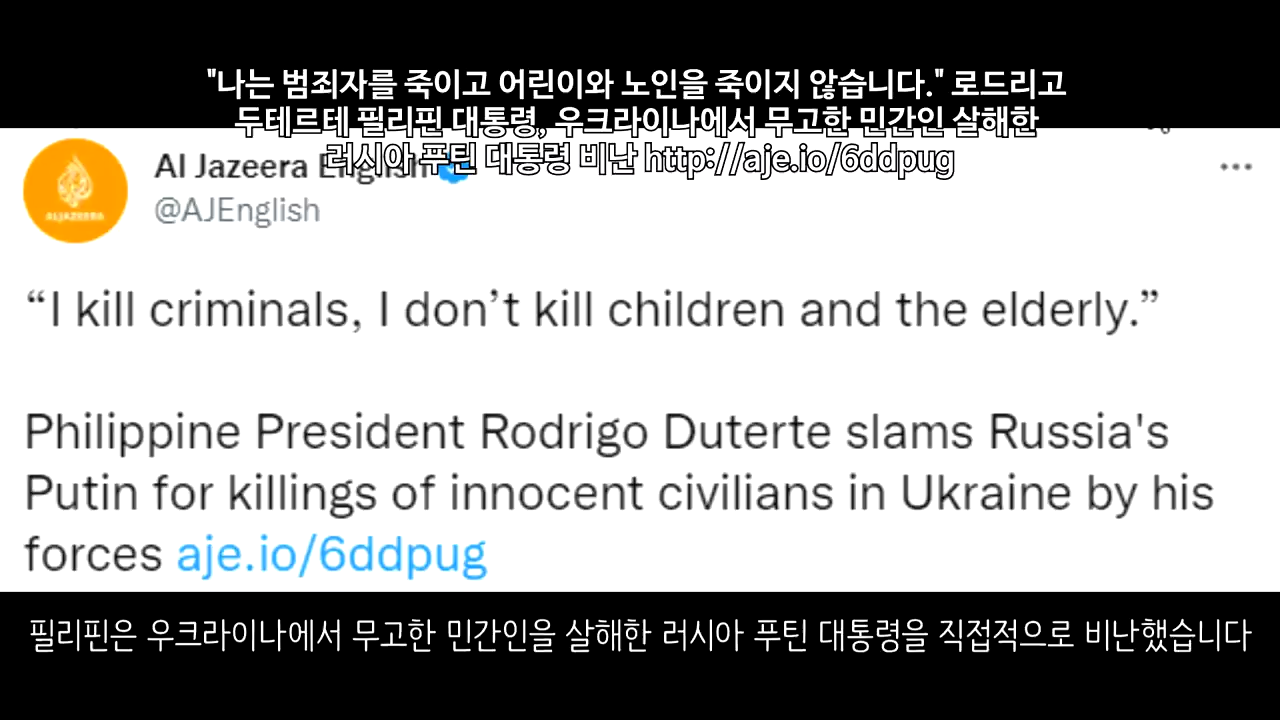 "나는 범죄자를 죽이고 어린이와 노인을 죽이지 않습니다." 로드리고
두테르테 필리핀 대통령, 우크라이나에서 무고한 민간인 살해한
러시아 푸틴 대통령 비난 http://aje.io/6ddpug
Al Jazeera English
@AJEnglish
ALJAZEERA
“I kill criminals, I don’t kill children and the elderly.”
Philippine President Rodrigo Duterte slams Russia's
Putin for killings of innocent civilians in Ukraine by his
forces aje.io/6ddpug
필리핀은 우크라이나에서 무고한 민간인을 살해한 러시아 푸틴 대통령을 직접적으로 비난했습니다